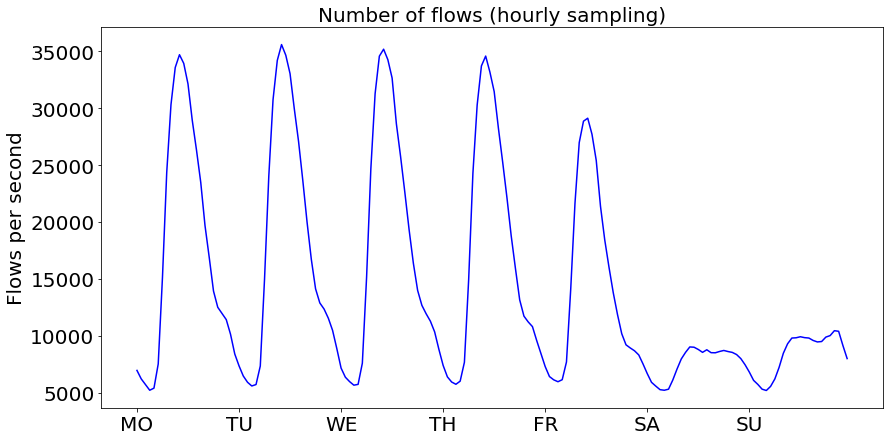 Number of flows (hourly sampling)
Flows per second
35000
30000
25000
20000
15000
10000
5000
MO TU WE TH FR SA SU